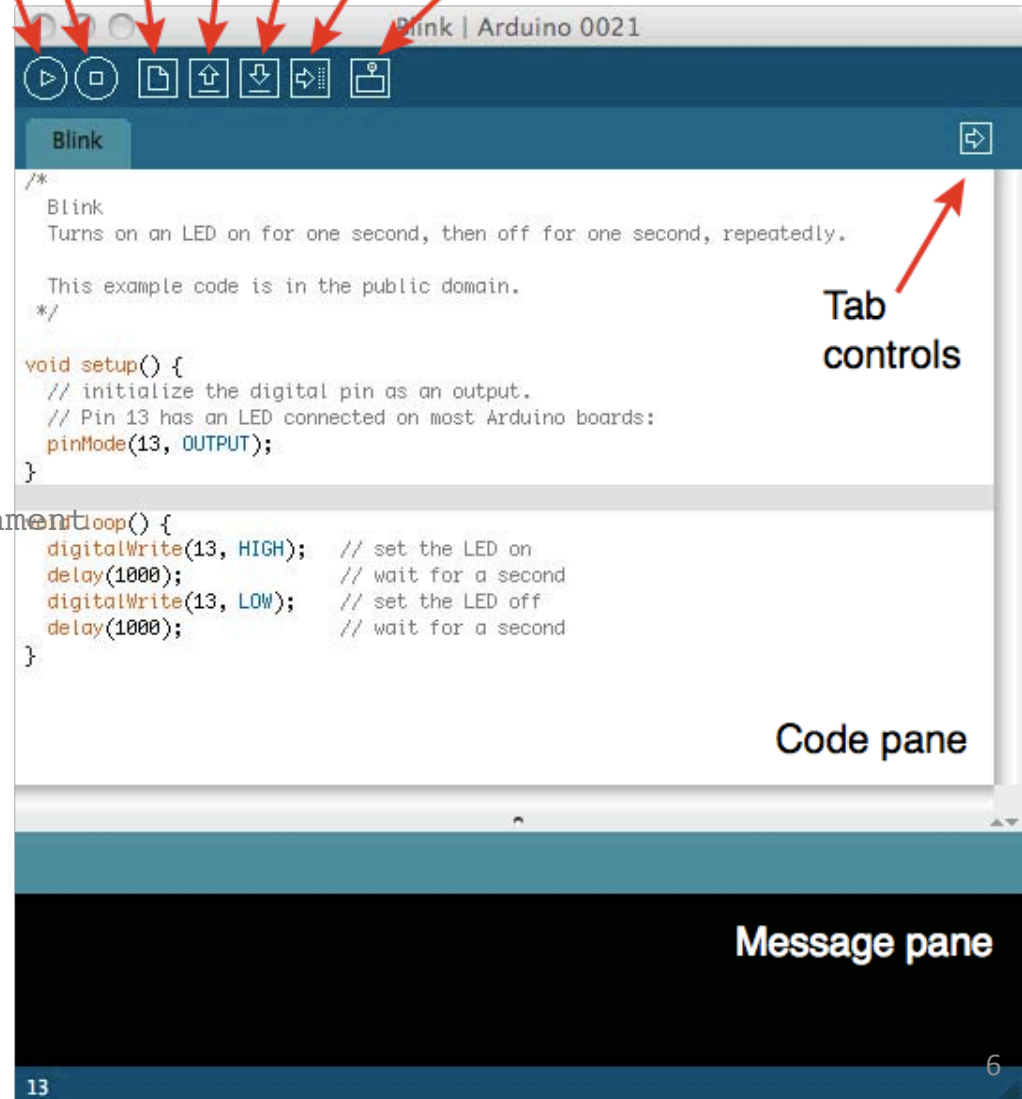 Blink | Arduino 0021
Blink
/*
Blink
Turns on an LED on for one second, then off for one second, repeatedly.
This example code is in the public domain.
*/
Tab
controls
void setup() {
// initialize the digital pin as an output.
// Pin 13 has an LED connected on most Arduino boards:
pinMode(13, OUTPUT);
}
loop() {
digitalWrite(13, HIGH);   // set the LED on
delay(1000);              // wait for a second
digitalWrite(13, LOW);    // set the LED off
delay(1000);              // wait for a second
}
Code pane
Message pane
6
13